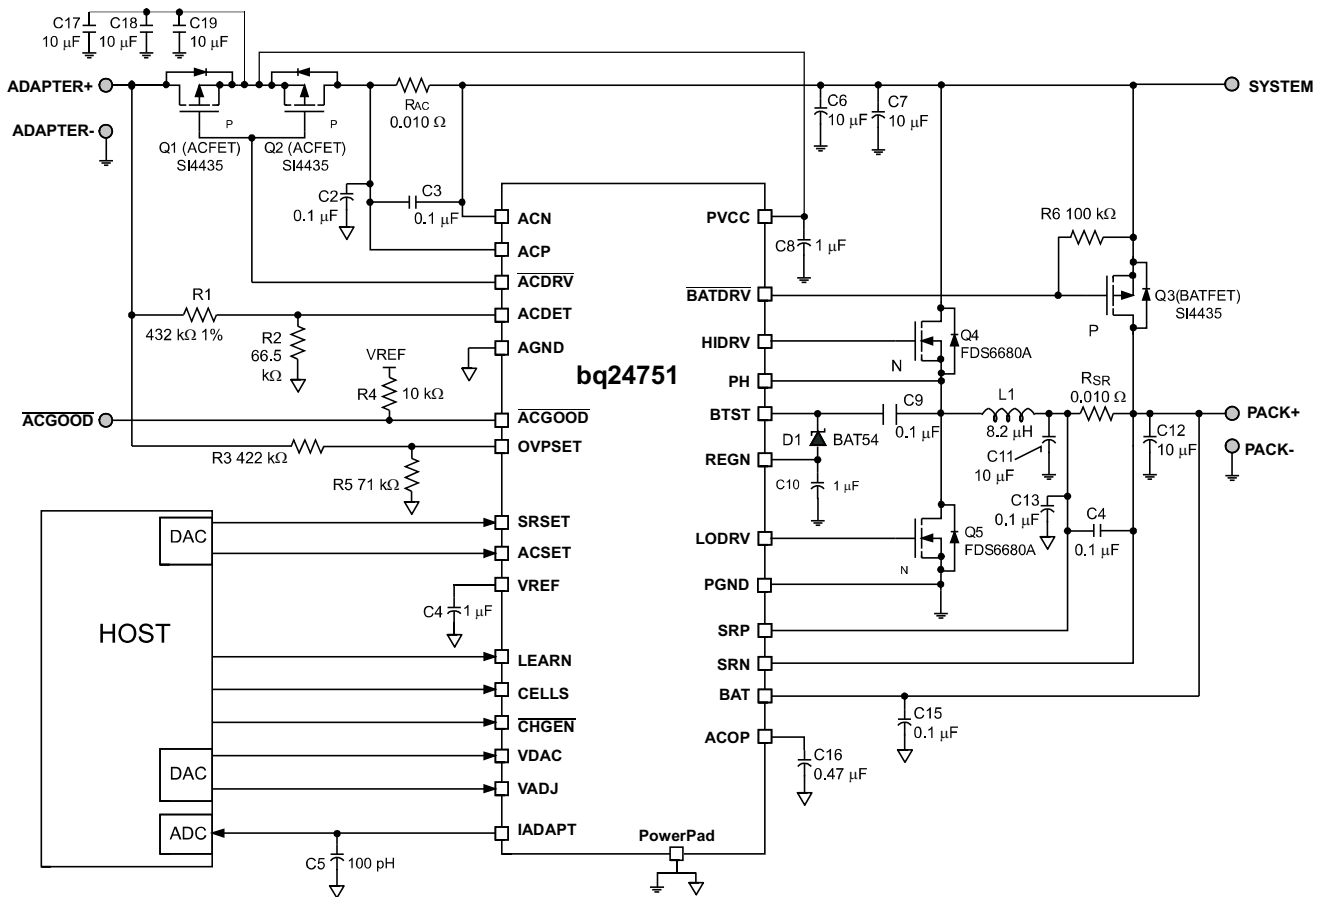 C17
10 µF
C18
10 µF
C19
10 µF
ADAPTER+
ADAPTER-
P
P
Q1 (ACFET)
SI4435
Q2 (ACFET)
SI4435
RAC
0.010 Ω
C6
10 µF
C7
10 µF
SYSTEM
C2
0.1 µF
C3
0.1 µF
ACN
ACP
ACDRV
ACDET
AGND
ACGOOD
OVPSET
SRSET
ACSET
VREF
LEARN
CELLS
CHGEN
VDAC
VADJ
IADAPT
bq24751
PVCC
BATDRV
HIDRV
PH
BTST
REGN
LODRV
PGND
SRP
SRN
BAT
ACOP
PowerPad
R1
432 kΩ 1%
R2
66.5
kΩ
VREF
R4
10 kΩ
ACGOOD
R3 422 kΩ
R5 71 kΩ
HOST
DAC
DAC
ADC
C4
1 µF
C5
100 pH
C8
1 µF
R6 100 kΩ
Q3(BATFET)
SI4435
P
Q4
FDS6680A
N
C9
0.1 µF
D1
BAT54
C10
1 µF
L1
8.2 µH
RSR
0.010 Ω
C11
10 µF
C12
10 µF
PACK+
PACK-
C13
0.1 µF
C4
0.1 µF
Q5
FDS6680A
N
C15
0.1 µF
C16
0.47 µF